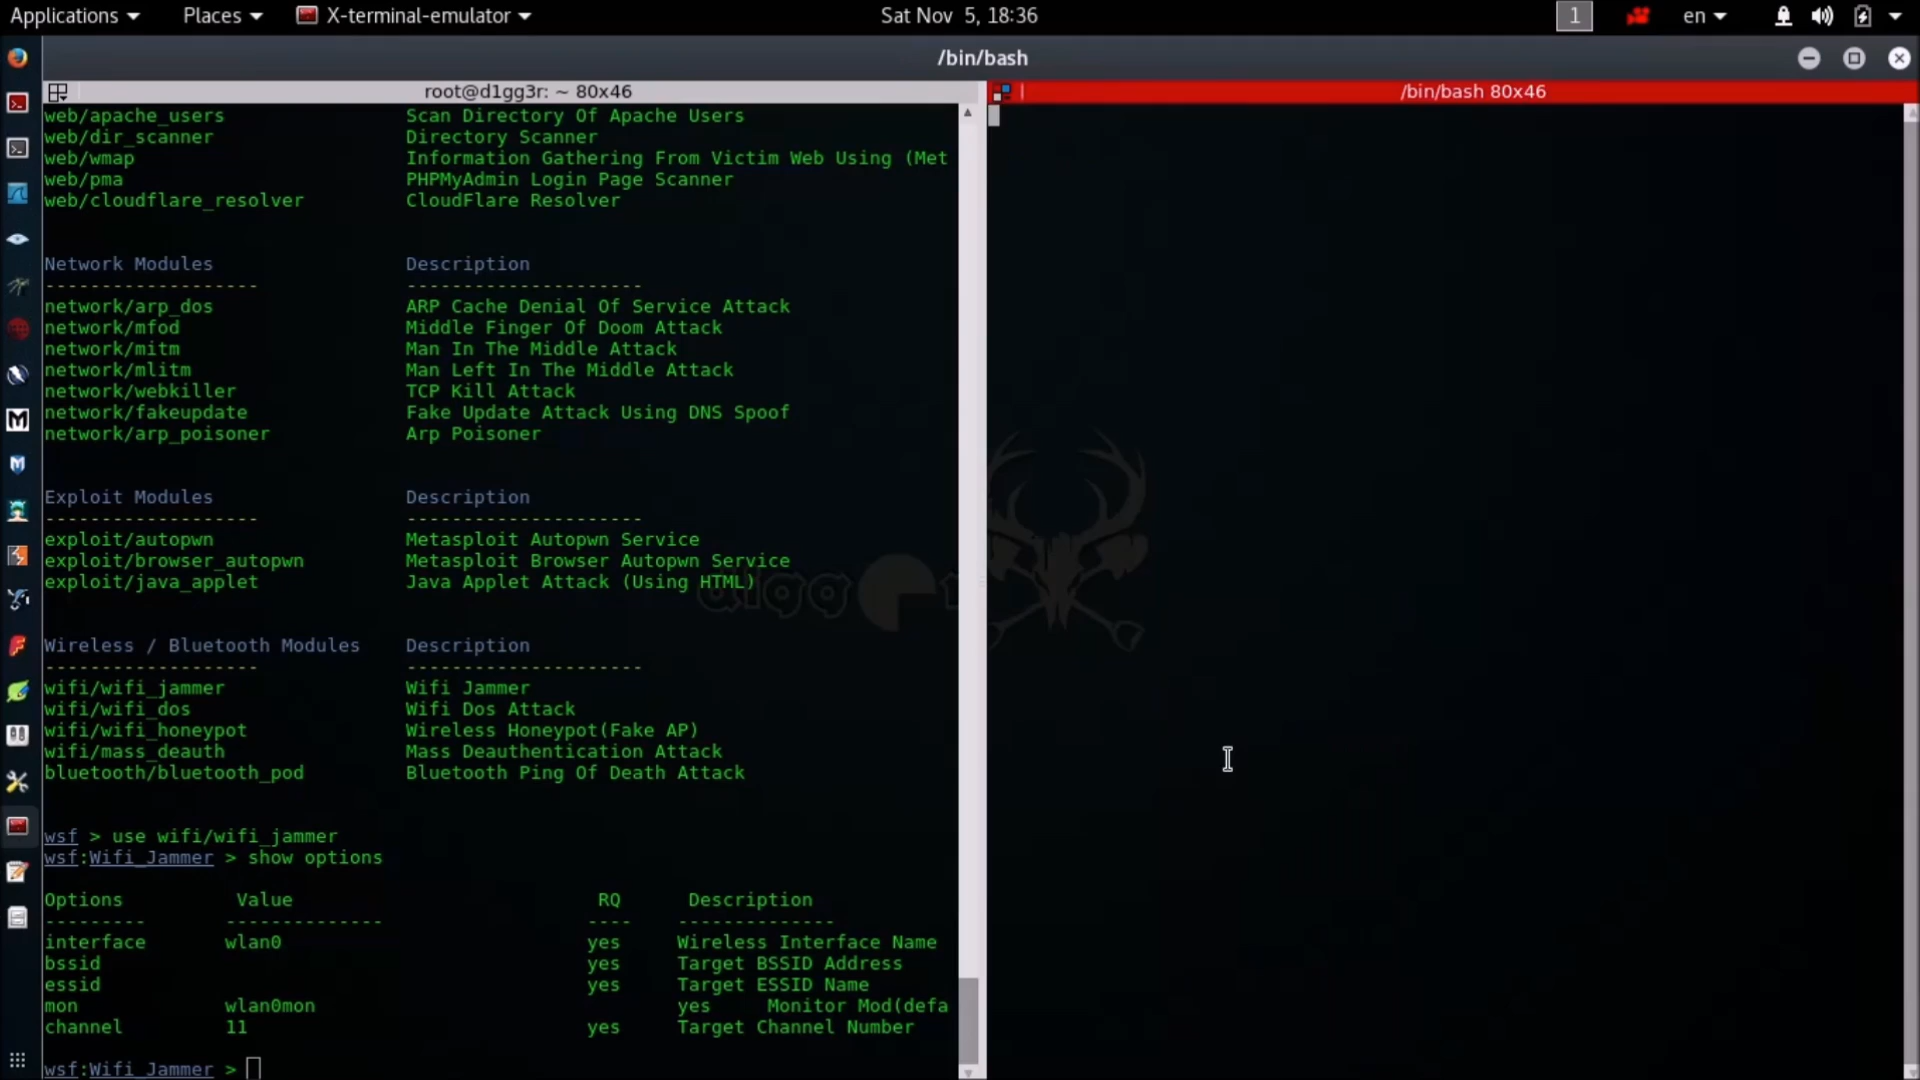 Applications Places X-terminal-emulator Sat Nov 5, 18:36 1 en
/bin/bash
root@d1gg3r: ~ 80x46
/bin/bash 80x46
web/apache_users Scan Directory Of Apache Users
web/dir_scanner Directory Scanner
web/wmap Information Gathering From Victim Web Using (Met
web/pma PHPMyAdmin Login Page Scanner
web/cloudflare_resolver CloudFlare Resolver
Network Modules Description
------------------- ---------------------
network/arp_dos ARP Cache Denial Of Service Attack
network/mfod Middle Finger Of Doom Attack
network/mitm Man In The Middle Attack
network/mlitm Man Left In The Middle Attack
network/webkiller TCP Kill Attack
network/fakeupdate Fake Update Attack Using DNS Spoof
network/arp_poisoner Arp Poisoner
Exploit Modules Description
------------------- ---------------------
exploit/autopwn Metasploit Autopwn Service
exploit/browser_autopwn Metasploit Browser Autopwn Service
exploit/java_applet Java Applet Attack (Using HTML)
Wireless / Bluetooth Modules Description
------------------- ---------------------
wifi/wifi_jammer Wifi Jammer
wifi/wifi_dos Wifi Dos Attack
wifi/wifi_honeypot Wireless Honeypot(Fake AP)
wifi/mass_deauth Mass Deauthentication Attack
bluetooth/bluetooth_pod Bluetooth Ping Of Death Attack
wsf > use wifi/wifi_jammer
wsf:Wifi_Jammer > show options
Options Value RQ Description
--------- -------------- ---- --------------
interface wlan0 yes Wireless Interface Name
bssid yes Target BSSID Address
essid yes Target ESSID Name
mon wlan0mon yes Monitor Mod(defa
channel 11 yes Target Channel Number
wsf:Wifi_Jammer >